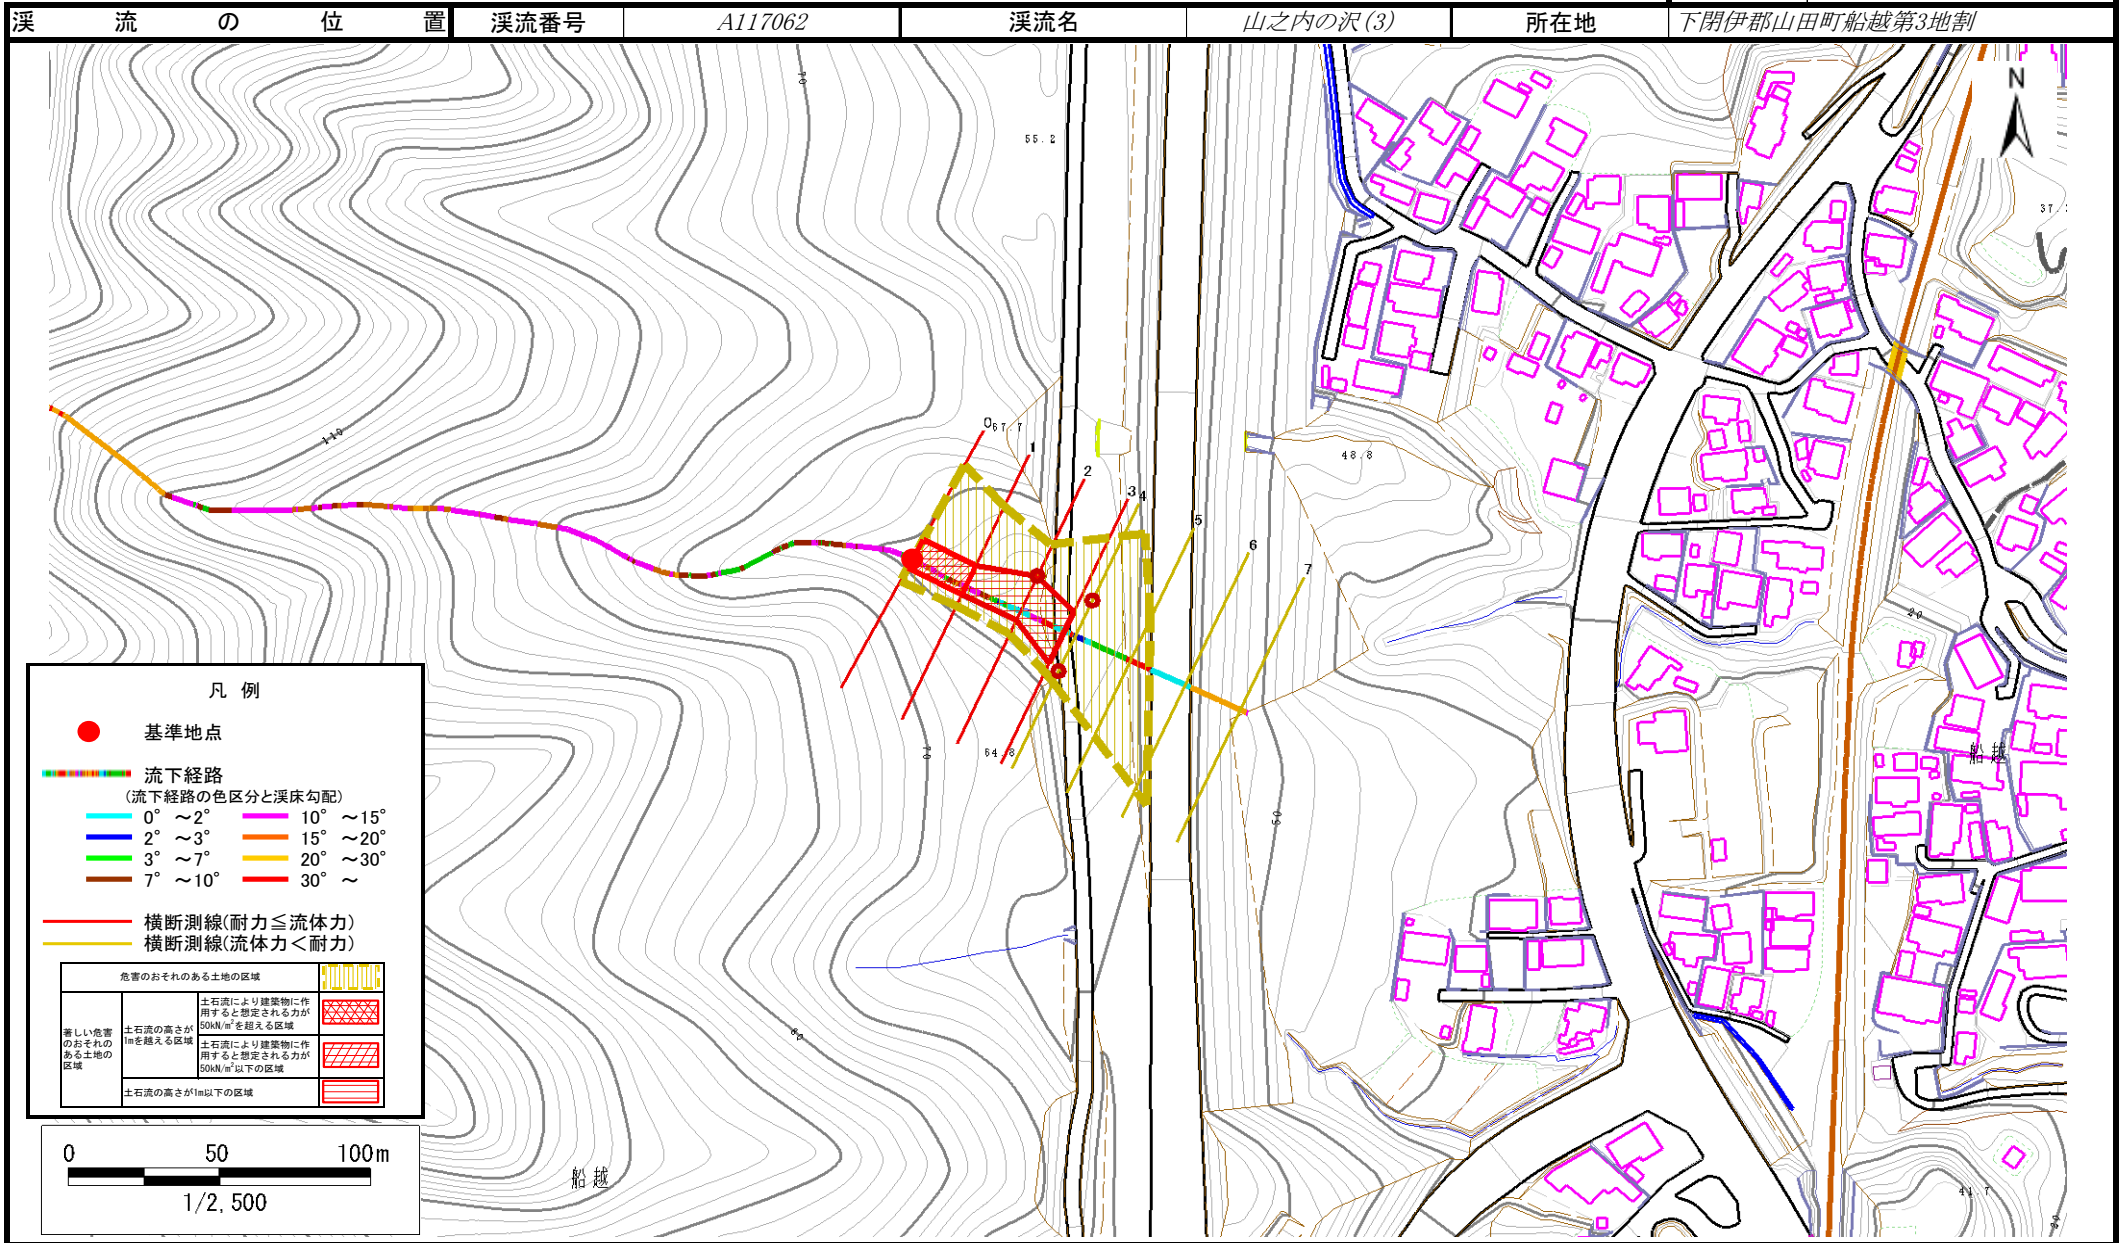 渓流の位置 渓流番号 A117062 渓流名 山之内の沢(3) 所在地 下閉伊郡山田町船越第3地割
N
70
55.2
37.
110
067.7
1
2
3 4
5
6
7
48.8
20
64.8
70
50
80
船越
船越
41.7
凡 例
基準地点
流下経路
(流下経路の色区分と渓床勾配)
0° ～2° 10° ～15°
2° ～3° 15° ～20°
3° ～7° 20° ～30°
7° ～10° 30° ～
横断測線(耐力≦流体力)
横断測線(流体力＜耐力)
危害のおそれのある土地の区域
著しい危害のおそれのある土地の区域
土石流の高さが1mを越える区域
土石流により建築物に作用すると想定される力が50kN/m²を超える区域
土石流により建築物に作用すると想定される力が50kN/m²以下の区域
土石流の高さが1m以下の区域
0 50 100m
1/2,500